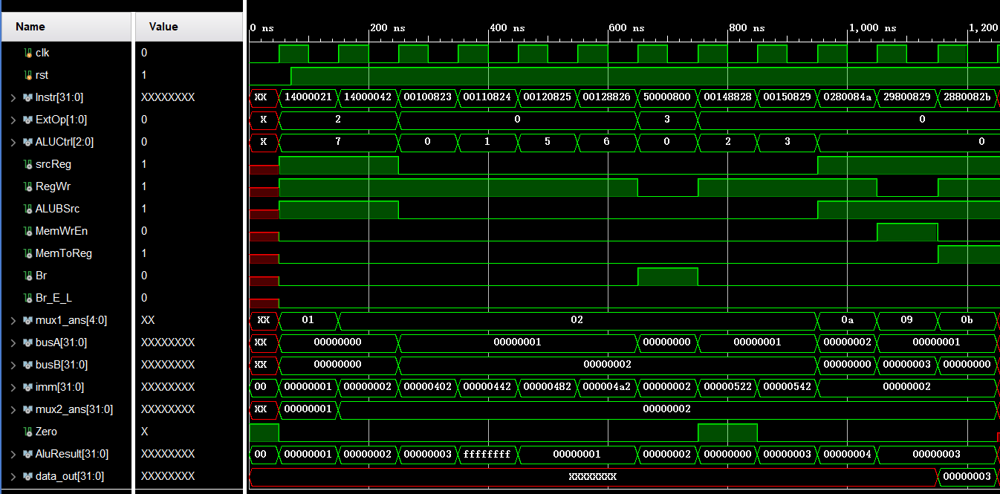 Name Value 0 ns 200 ns 400 ns 600 ns 800 ns 1,000 ns 1,200
clk 0
rst 1
Instr[31:0] XXXXXXXX XX 14000021 14000042 00100823 00110824 00120825 00128826 50000800 00148828 00150829 0280084a 29800829 2880082b
ExtOp[1:0] 0 X 2 0 3 0
ALUCtrl[2:0] 0 X 7 0 1 5 6 0 2 3 0
srcReg 1
RegWr 1
ALUBSrc 1
MemWrEn 0
MemToReg 1
Br 0
Br_E_L 0
mux1_ans[4:0] XX XX 01 02 0a 09 0b
busA[31:0] XXXXXXXX XX 00000000 00000001 00000000 00000001 00000002 00000001
busB[31:0] XXXXXXXX XX 00000000 00000002 00000000 00000003 00000000
imm[31:0] XXXXXXXX 00 00000001 00000002 00000402 00000442 00000482 000004a2 00000002 00000522 00000542 00000002
mux2_ans[31:0] XXXXXXXX XX 00000001 00000002
Zero X
AluResult[31:0] XXXXXXXX 00 00000001 00000002 00000003 ffffffff 00000001 00000002 00000000 00000003 00000004 00000003
data_out[31:0] XXXXXXXX XXXXXXXX 00000003